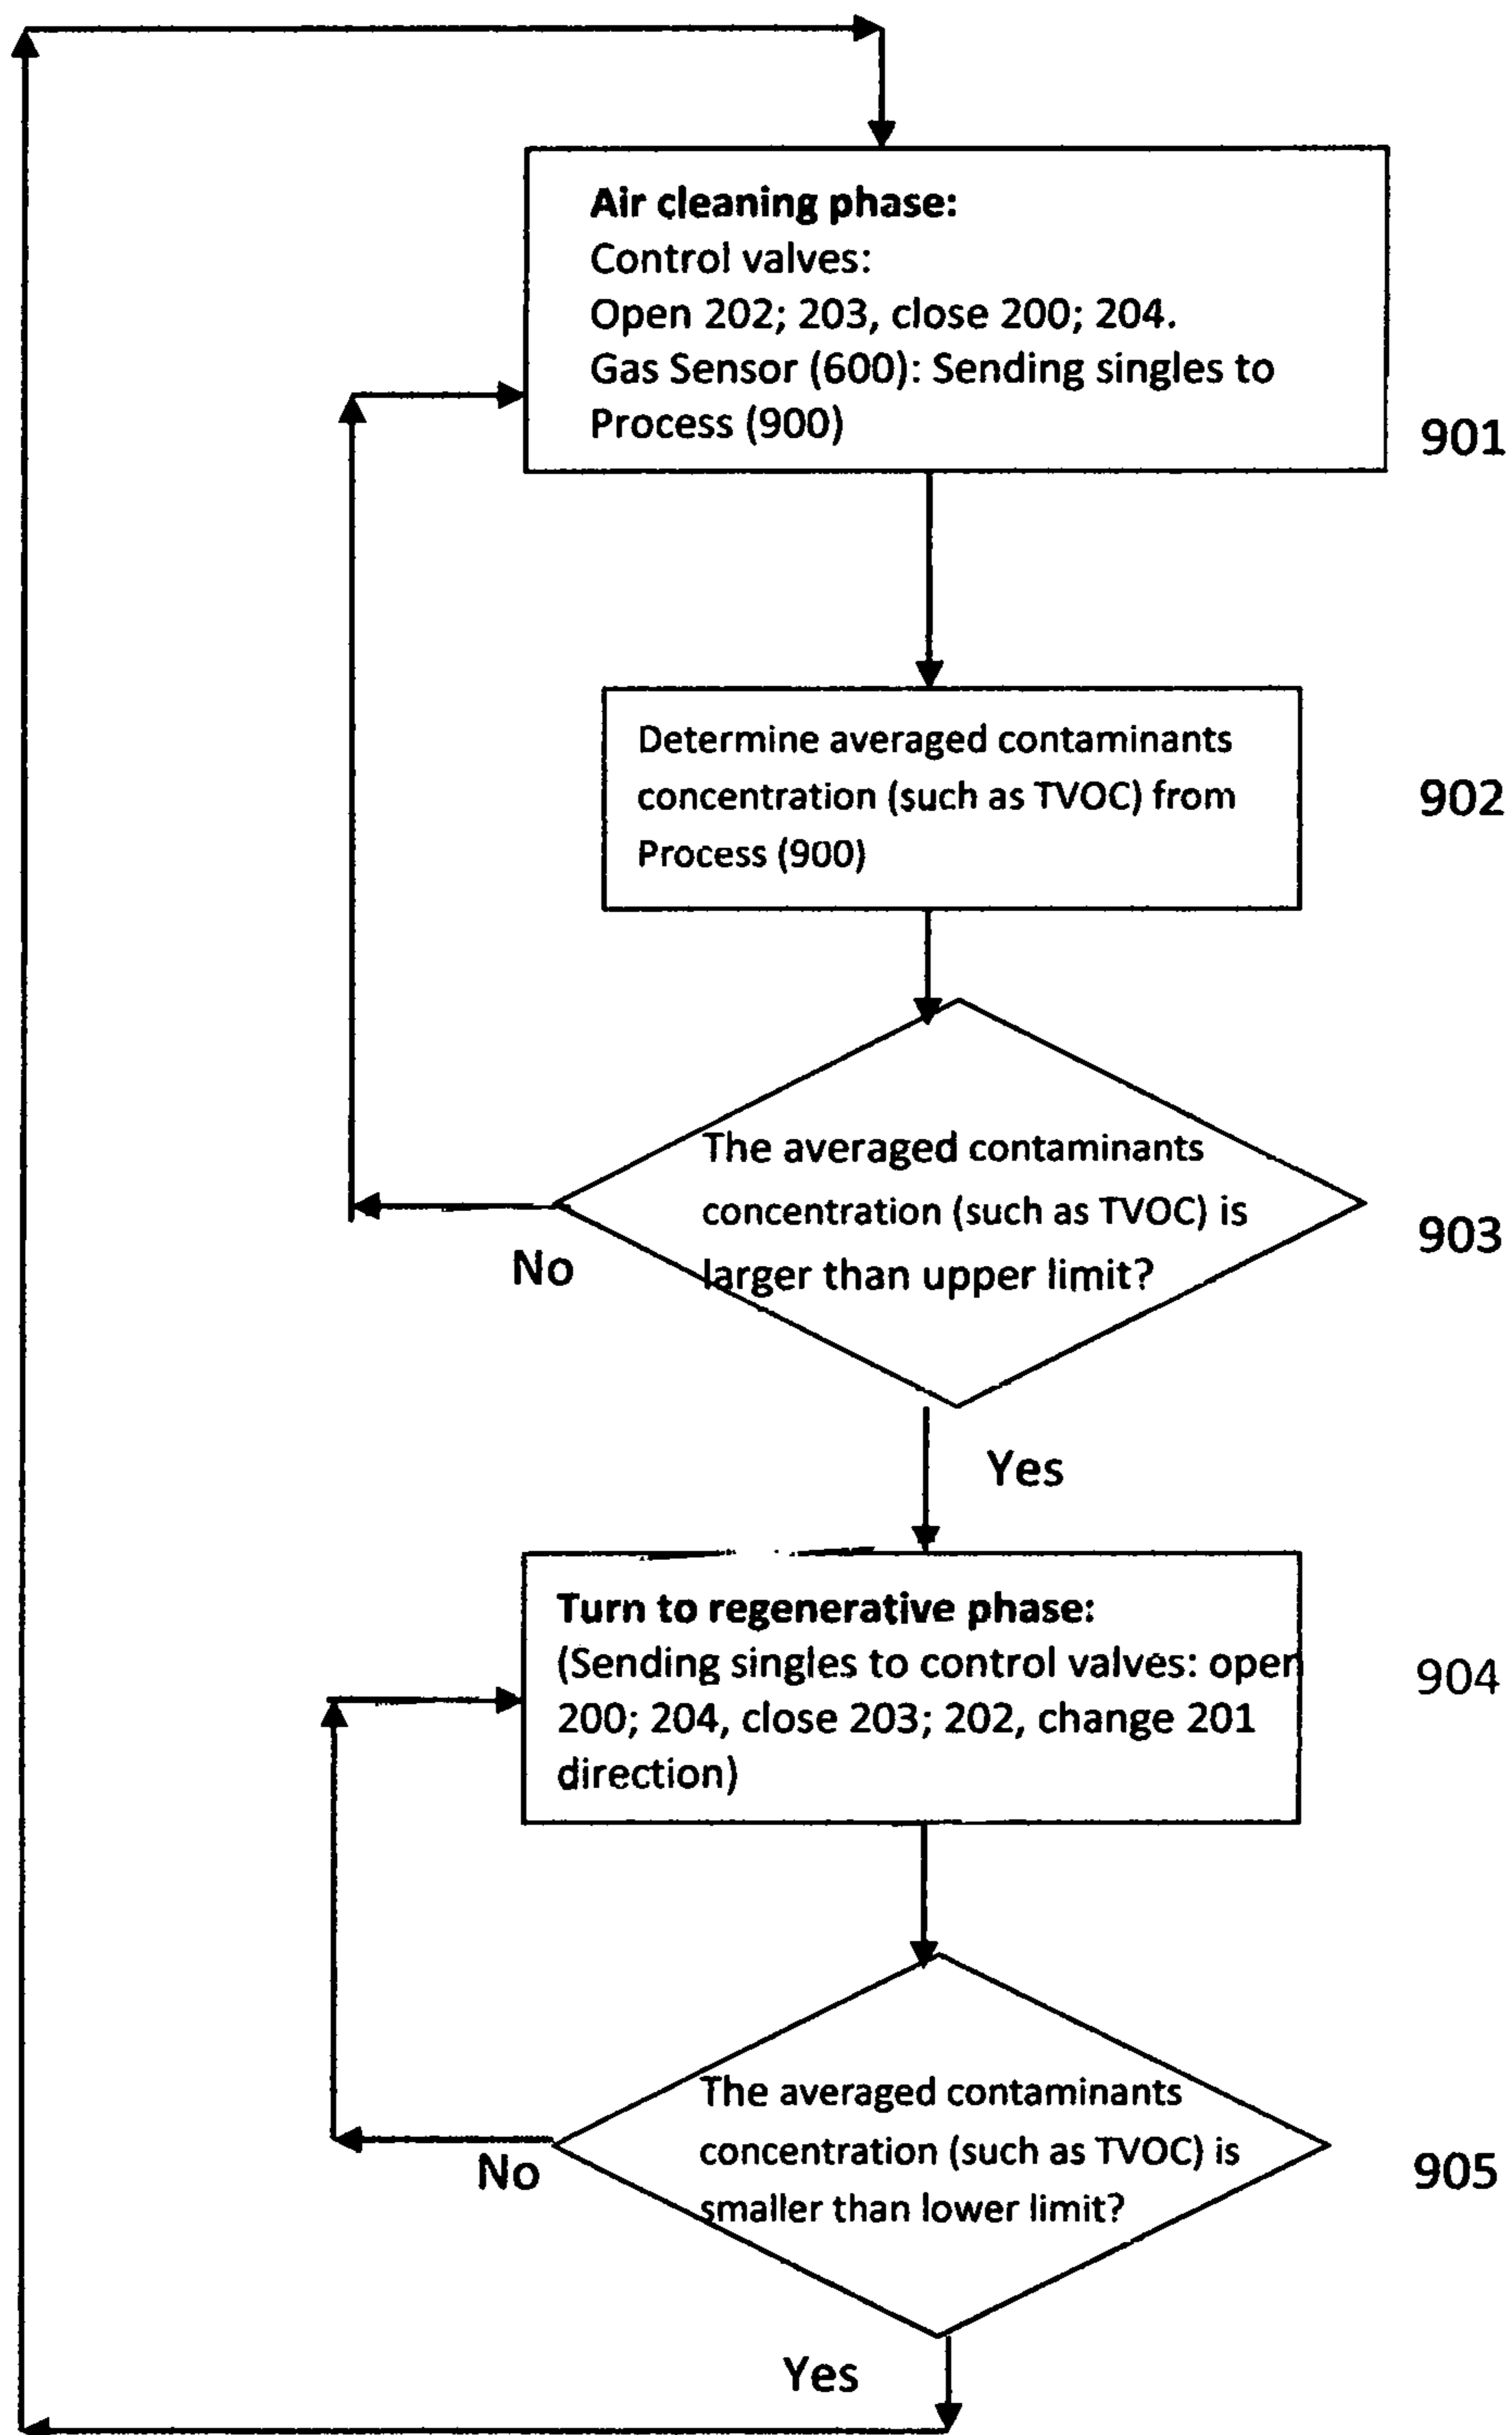 Air cleaning phase:
Control valves:
Open 202; 203, close 200; 204.
Gas Sensor (600): Sending singles to
Process (900)
901
Determine averaged contaminants
concentration (such as TVOC) from
Process (900)
902
The averaged contaminants
concentration (such as TVOC) is
larger than upper limit?
903
No
Yes
Turn to regenerative phase:
(Sending singles to control valves: open
200; 204, close 203; 202, change 201
direction)
904
The averaged contaminants
concentration (such as TVOC) is
smaller than lower limit?
905
No
Yes